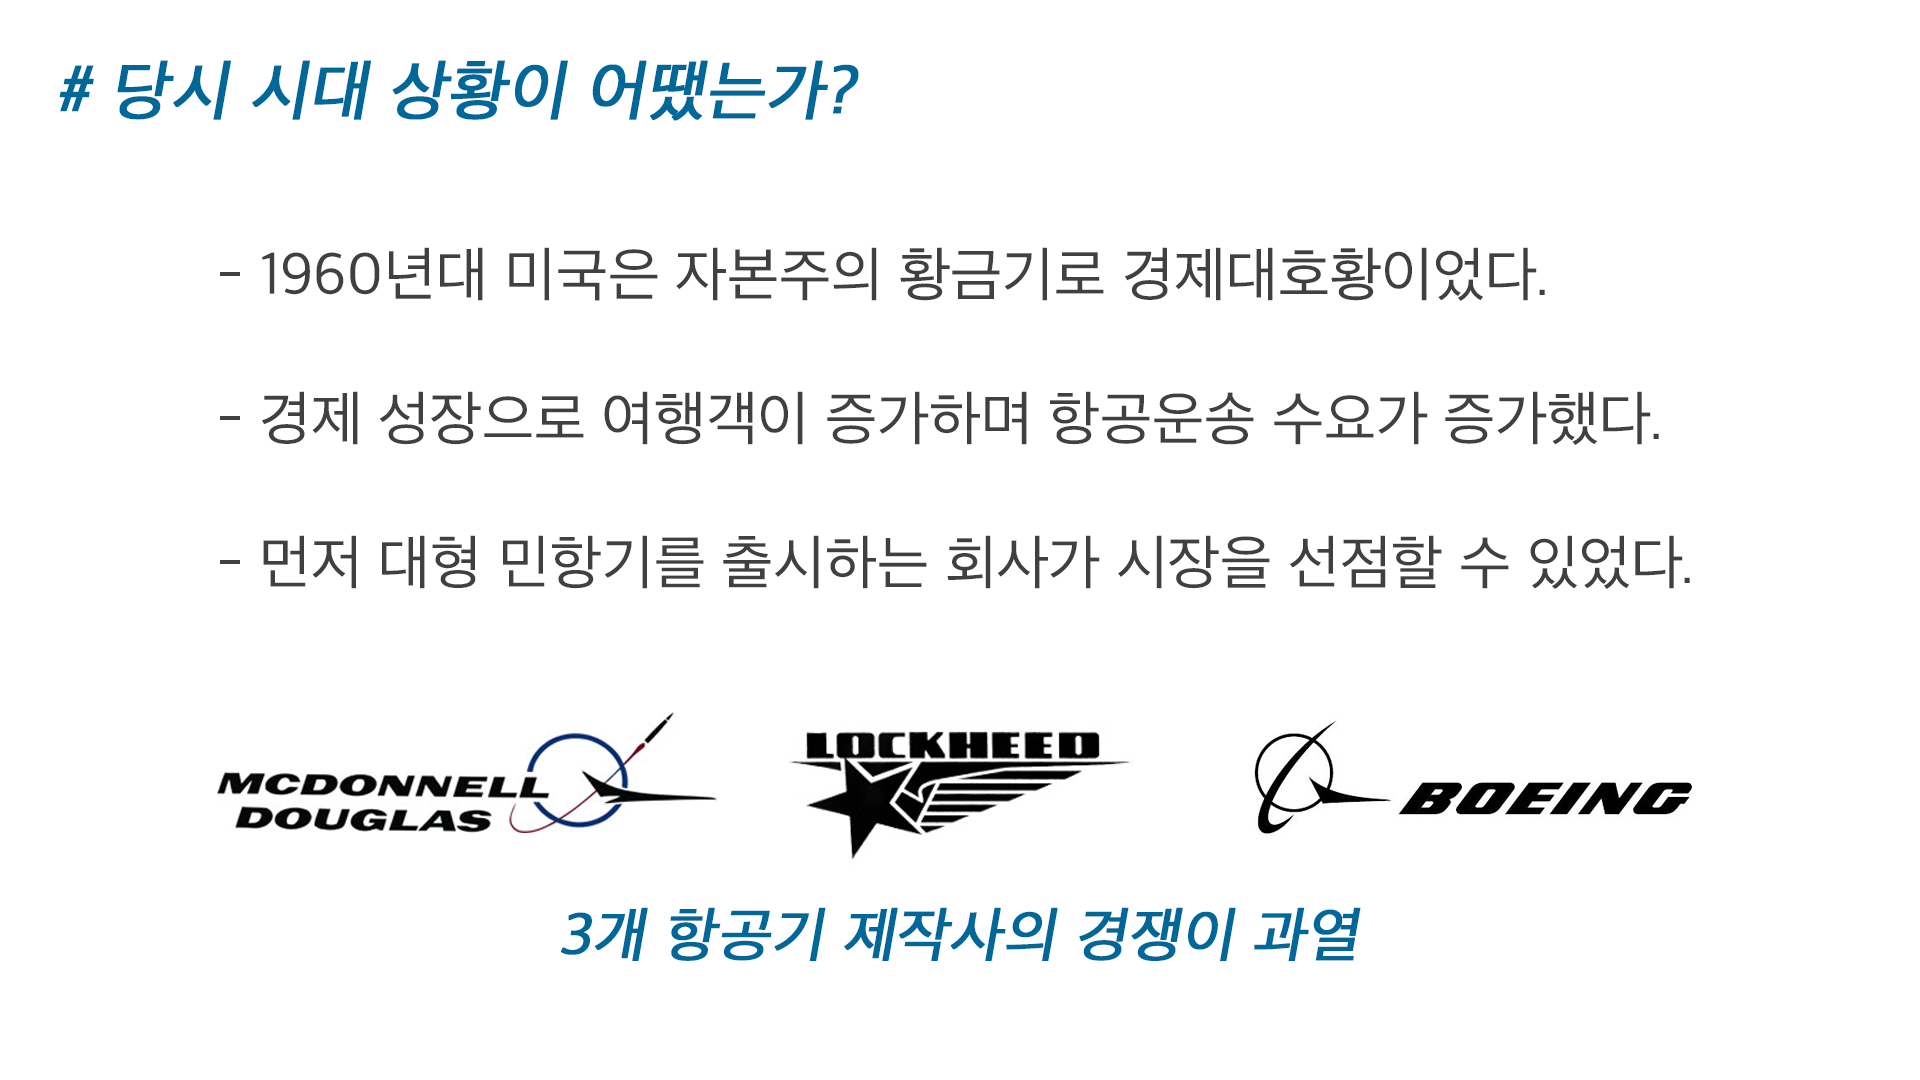 # 당시 시대 상황이 어땠는가?
- 1960년대 미국은 자본주의 황금기로 경제대호황이었다.
- 경제 성장으로 여행객이 증가하며 항공운송 수요가 증가했다.
- 먼저 대형 민항기를 출시하는 회사가 시장을 선점할 수 있었다.
MCDONNELL
DOUGLAS
LOCKHEED
BOEING
3개 항공기 제작사의 경쟁이 과열